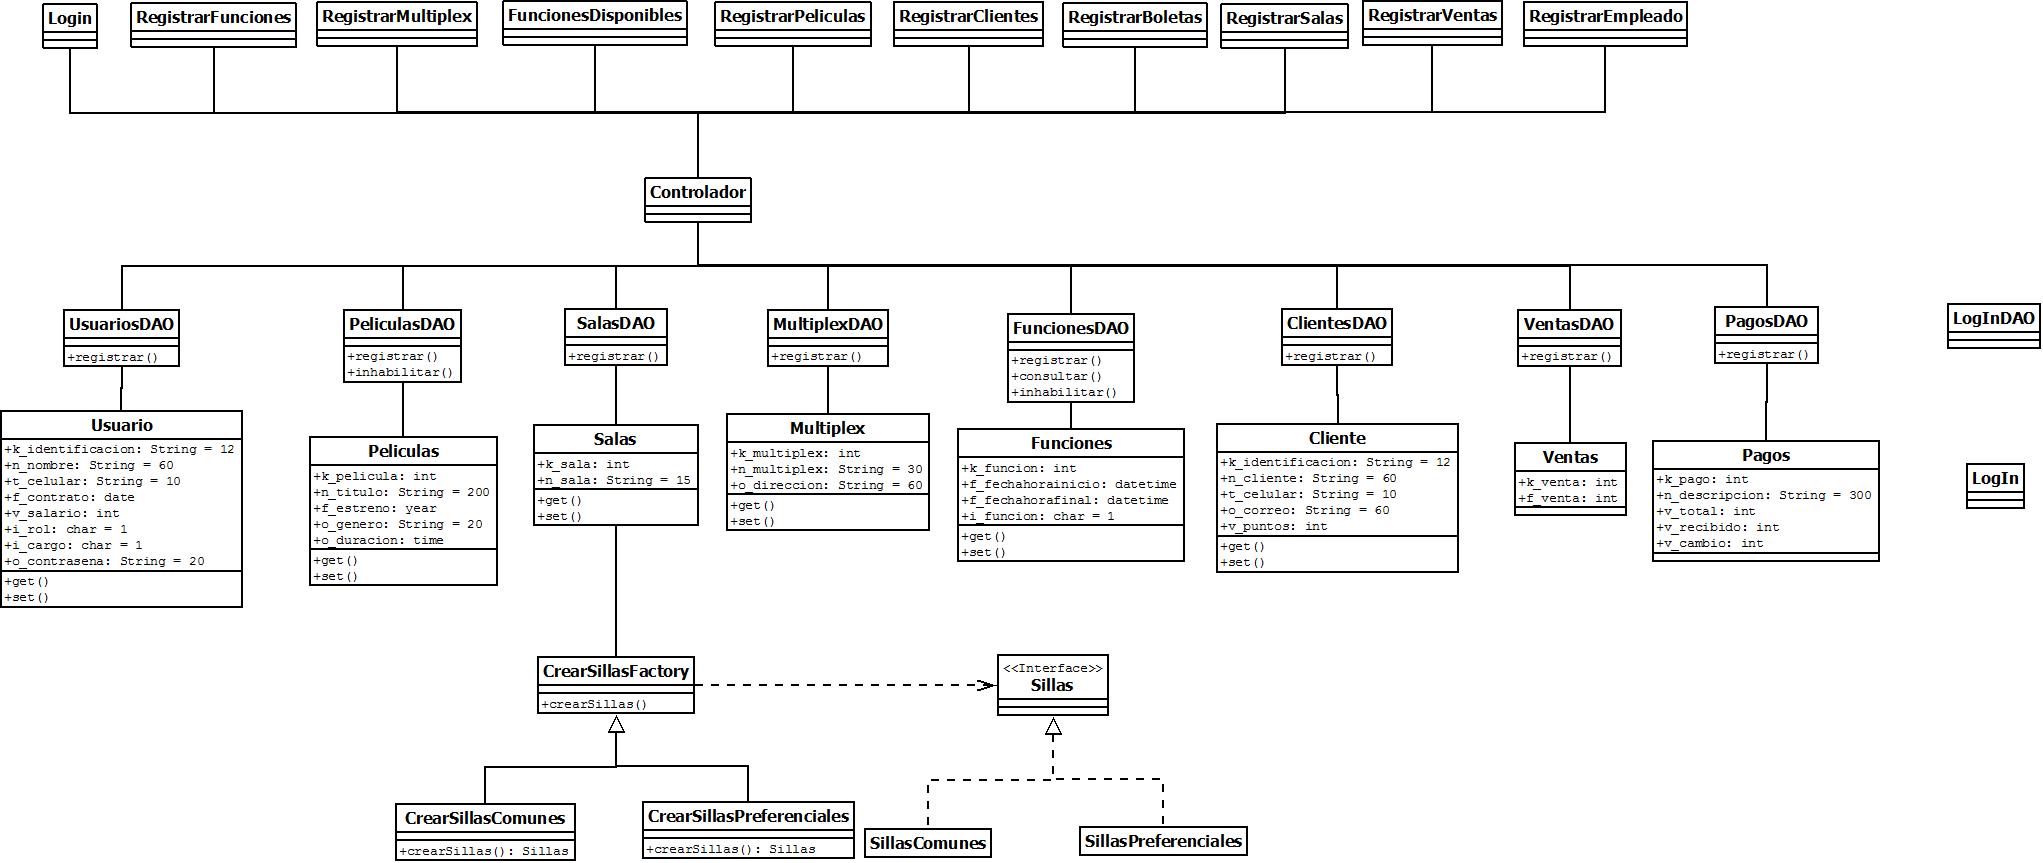 Login
RegistrarFunciones
RegistrarMultiplex
FuncionesDisponibles
RegistrarPeliculas
RegistrarClientes
RegistrarBoletas
RegistrarSalas
RegistrarVentas
RegistrarEmpleado
Controlador
UsuariosDAO
+registrar()
PeliculasDAO
+registrar()
+inhabilitar()
SalasDAO
+registrar()
MultiplexDAO
+registrar()
FuncionesDAO
+registrar()
+consultar()
+inhabilitar()
ClientesDAO
+registrar()
VentasDAO
+registrar()
PagosDAO
+registrar()
LogInDAO
Usuario
+k_identificacion: String = 12
+n_nombre: String = 60
+t_celular: String = 10
+f_contrato: date
+v_salario: int
+i_rol: char = 1
+i_cargo: char = 1
+o_contrasena: String = 20
+get()
+set()
Peliculas
+k_pelicula: int
+n_titulo: String = 200
+f_estreno: year
+o_genero: String = 20
+o_duracion: time
+get()
+set()
Salas
+k_sala: int
+n_sala: String = 15
+get()
+set()
Multiplex
+k_multiplex: int
+n_multiplex: String = 30
+o_direccion: String = 60
+get()
+set()
Funciones
+k_funcion: int
+f_fechahorainicio: datetime
+f_fechahorafinal: datetime
+i_funcion: char = 1
+get()
+set()
Cliente
+k_identificacion: String = 12
+n_cliente: String = 60
+t_celular: String = 10
+o_correo: String = 60
+v_puntos: int
+get()
+set()
Ventas
+k_venta: int
+f_venta: int
Pagos
+k_pago: int
+n_descripcion: String = 300
+v_total: int
+v_recibido: int
+v_cambio: int
LogIn
CrearSillasFactory
+crearSillas()
<<Interface>>
Sillas
CrearSillasComunes
+crearSillas(): Sillas
CrearSillasPreferenciales
+crearSillas(): Sillas
SillasComunes
SillasPreferenciales